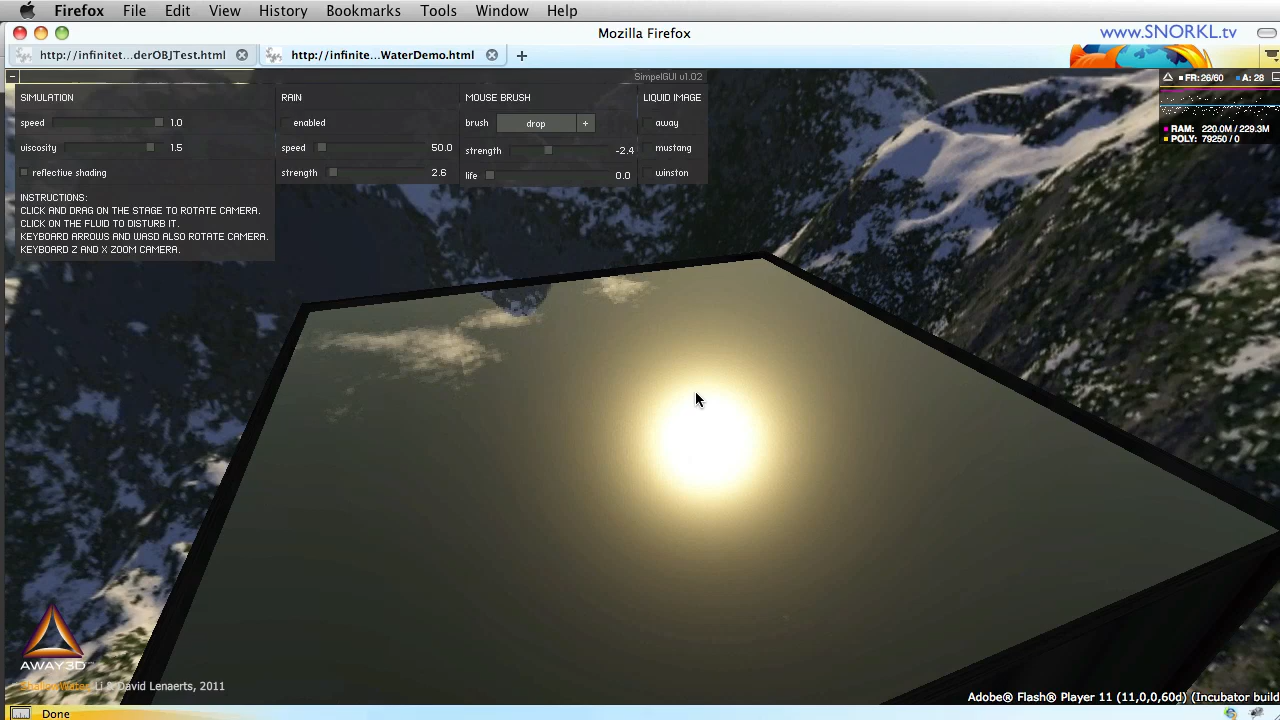 Firefox File Edit View History Bookmarks Tools Window Help
Mozilla Firefox
www.SNORKL.tv
http://infinitet...derOBJTest.html
http://infinite...WaterDemo.html
SimpelGUI v1.02
FR: 26/60 A: 28
RAM: 220.0M / 229.3M
POLY: 79250 / 0
SIMULATION
speed 1.0
viscosity 1.5
reflective shading
RAIN
enabled
speed 50.0
strength 2.6
MOUSE BRUSH
brush drop +
strength -2.4
life 0.0
LIQUID IMAGE
away
mustang
winston
INSTRUCTIONS:
CLICK AND DRAG ON THE STAGE TO ROTATE CAMERA.
CLICK ON THE FLUID TO DISTURB IT.
KEYBOARD ARROWS AND WASD ALSO ROTATE CAMERA.
KEYBOARD Z AND X ZOOM CAMERA.
AWAY3D
Li & David Lenaerts, 2011
Adobe® Flash® Player 11 (11,0,0,60d) (Incubator build
Done